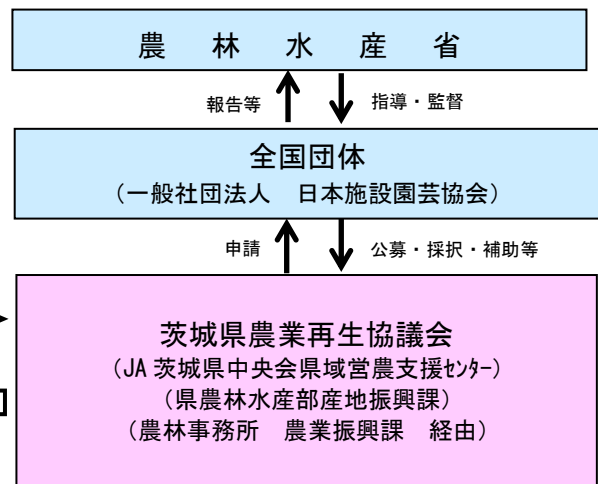 農林水産省
報告等 指導・監督
全国団体
（一般社団法人　日本施設園芸協会）
申請 公募・採択・補助等
茨城県農業再生協議会
（JA 茨城県中央会県域営農支援ｾﾝﾀｰ）
（県農林水産部産地振興課）
（農林事務所　農業振興課　経由）